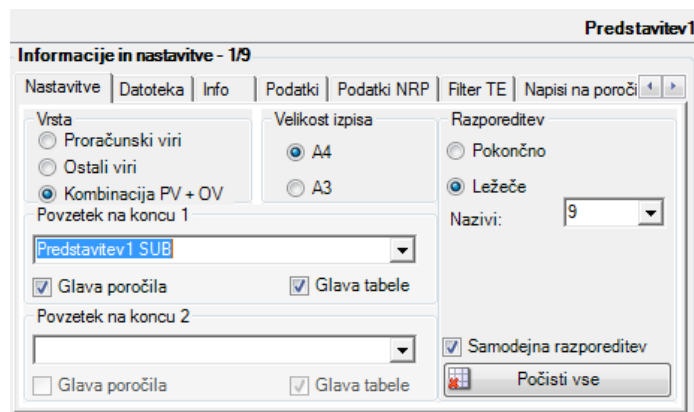 Predstavitev1
Informacije in nastavitve - 1/9
Nastavitve Datoteka Info Podatki Podatki NRP Filter TE Napisi na poroči
Vrsta
Proračunski viri
Ostali viri
Kombinacija PV + OV
Velikost izpisa
A4
A3
Razporeditev
Pokončno
Ležeče
Nazivi: 9
Povzetek na koncu 1
Predstavitev1 SUB
Glava poročila Glava tabele
Povzetek na koncu 2
Glava poročila Glava tabele
Samodejna razporeditev
Počisti vse